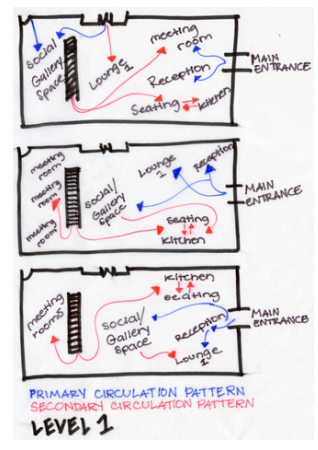 meeting
room
Social
Gallery
Space
Lounge
1
Reception
Seating
kitchen
MAIN
ENTRANCE
meeting
room
meeting
room
meeting
room
social/
Gallery
space
Lounge
1
Reception
seating
kitchen
MAIN
ENTRANCE
kitchen
seating
meeting
rooms
social/
Gallery
Space
Reception
Lounge
1
MAIN
ENTRANCE
PRIMARY CIRCULATION PATTERN
SECONDARY CIRCULATION PATTERN
LEVEL 1